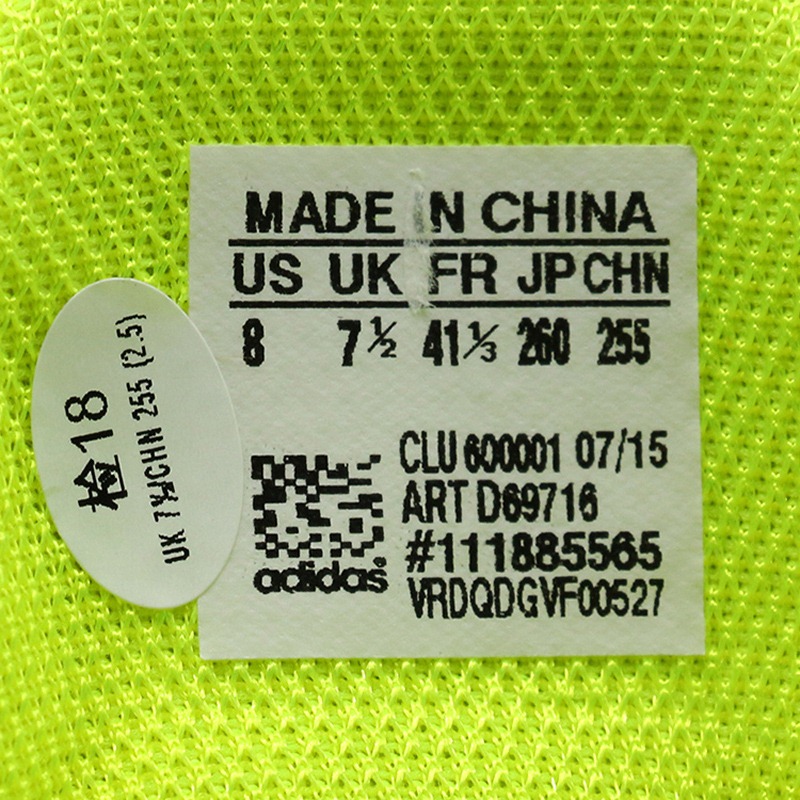 MADE IN CHINA
US UK FR JP CHN
8 7½ 41⅓ 260 255
CLU 600001 07/15
ART D69716
#111885565
VRDQDGVF00527
adidas®
检18
UK 7½/CHN 255 (2.5)